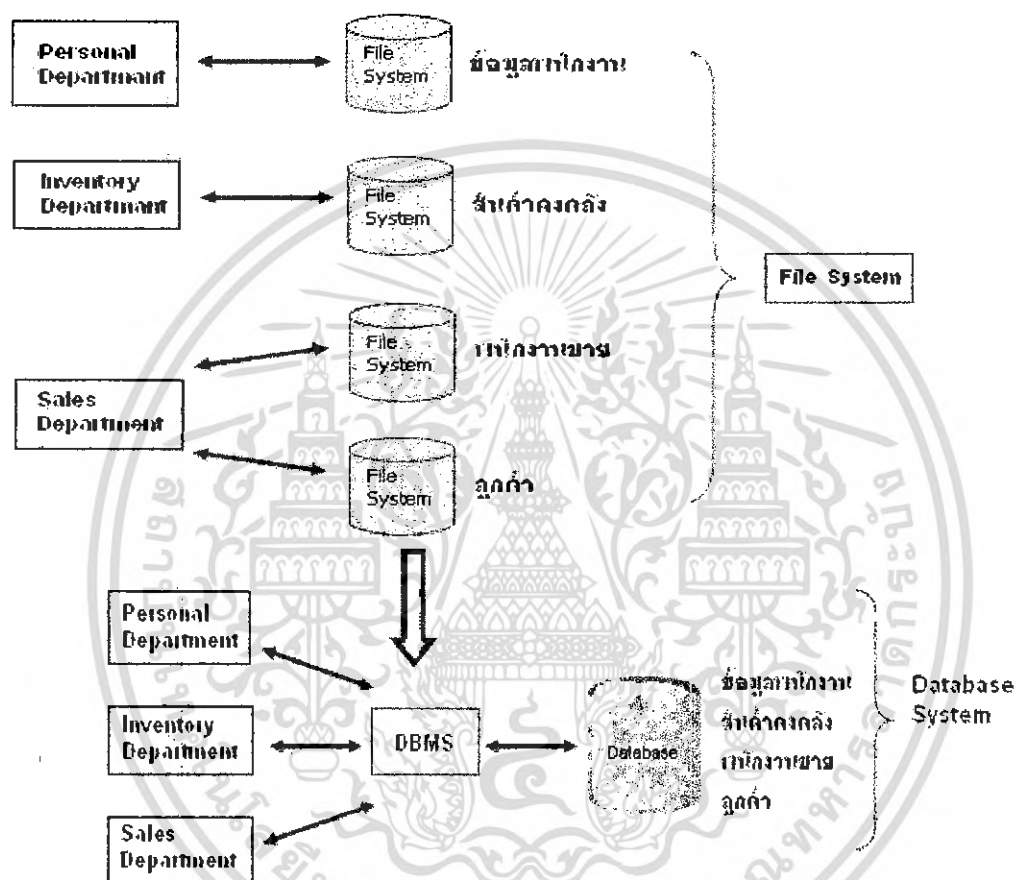 Personal
Department
File
System
ข้อมูลพนักงาน
Inventory
Department
File
System
สินค้าคงคลัง
File System
File
System
พนักงานขาย
Sales
Department
File
System
ลูกค้า
Personal
Department
Inventory
Department
Sales
Department
DBMS
Database
ข้อมูลพนักงาน
สินค้าคงคลัง
พนักงานขาย
ลูกค้า
Database
System